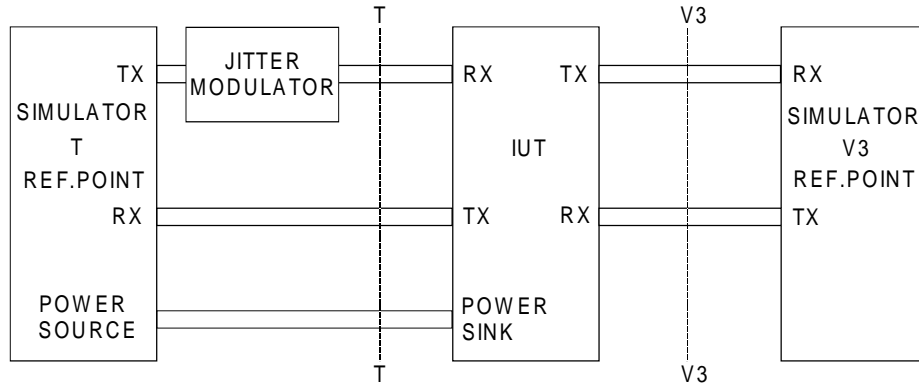 T
V3
TX
JITTER
MODULATOR
RX
TX
RX
SIMULATOR
T
REF.POINT
IUT
SIMULATOR
V3
REF.POINT
RX
TX
RX
TX
POWER
SOURCE
POWER
SINK
T
V3